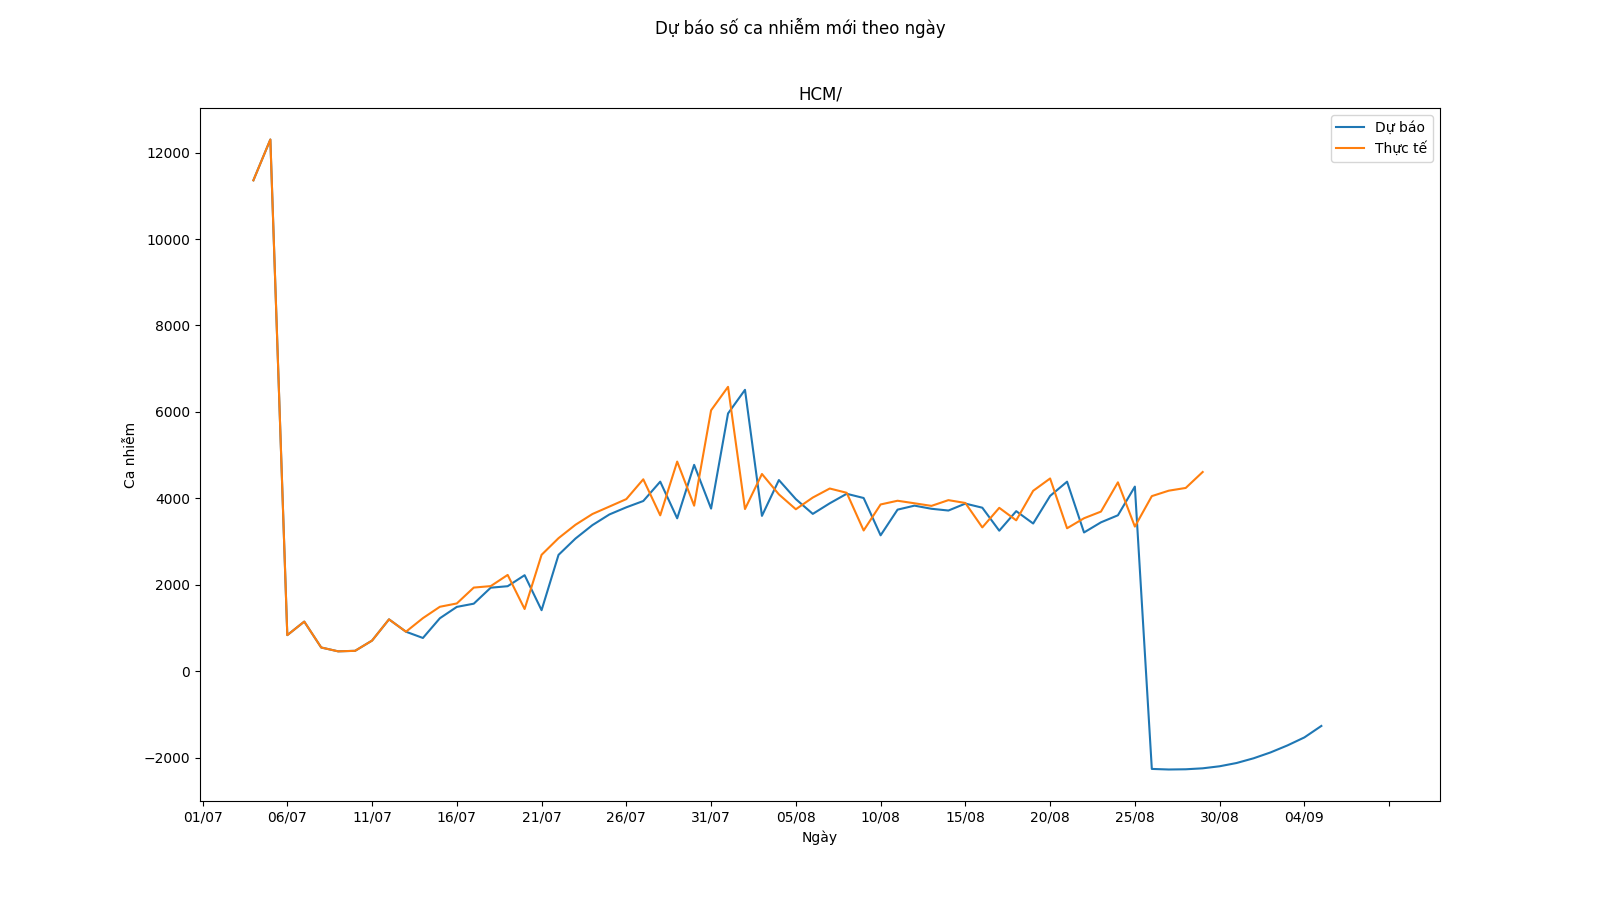 Dự báo số ca nhiễm mới theo ngày
HCM/
Dự báo
Thực tế
12000
10000
8000
6000
4000
2000
0
−2000
Ca nhiễm
01/07 06/07 11/07 16/07 21/07 26/07 31/07 05/08 10/08 15/08 20/08 25/08 30/08 04/09
Ngày